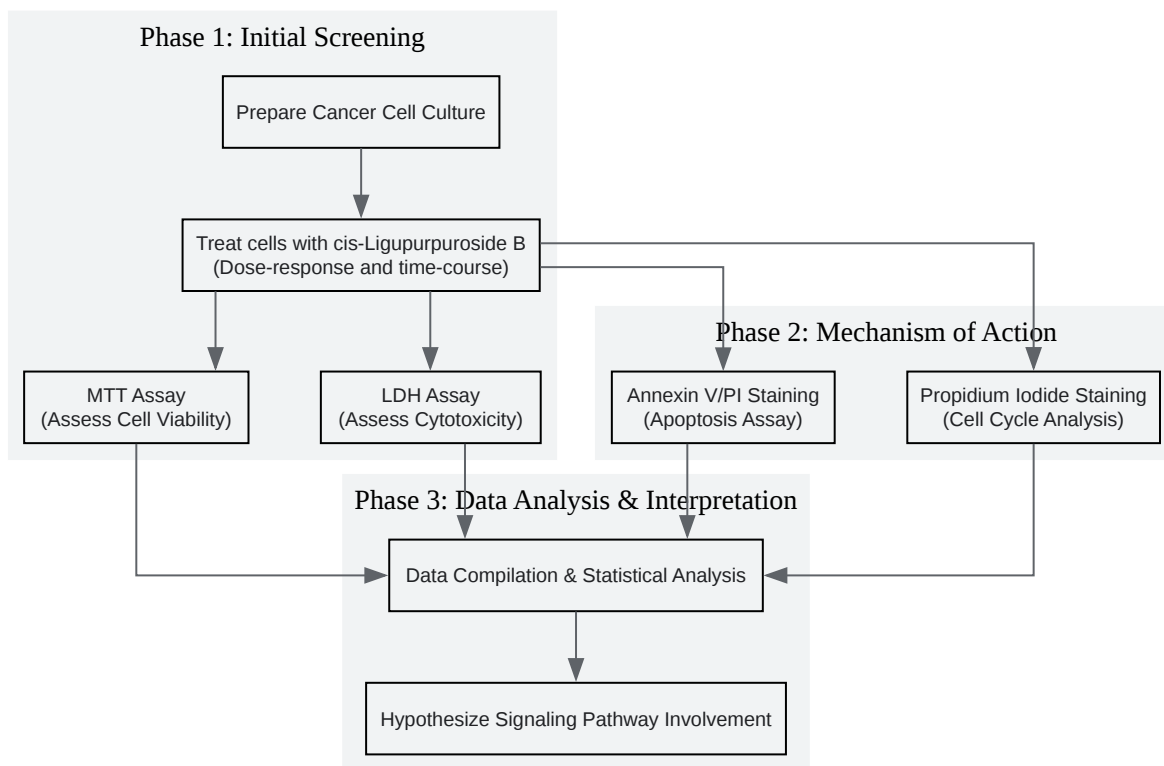 Phase 1: Initial Screening
Prepare Cancer Cell Culture
Treat cells with cis-Ligupurpuroside B
(Dose-response and time-course)
MTT Assay
(Assess Cell Viability)
LDH Assay
(Assess Cytotoxicity)
Phase 2: Mechanism of Action
Annexin V/PI Staining
(Apoptosis Assay)
Propidium Iodide Staining
(Cell Cycle Analysis)
Phase 3: Data Analysis & Interpretation
Data Compilation & Statistical Analysis
Hypothesize Signaling Pathway Involvement